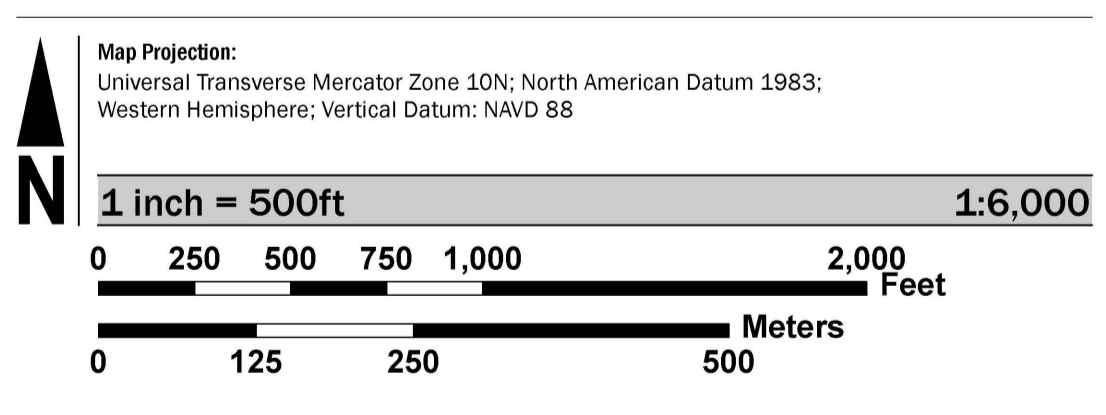 N
Map Projection:
Universal Transverse Mercator Zone 10N; North American Datum 1983;
Western Hemisphere; Vertical Datum: NAVD 88
1 inch = 500ft 1:6,000
0 250 500 750 1,000 2,000
Feet
Meters
0 125 250 500